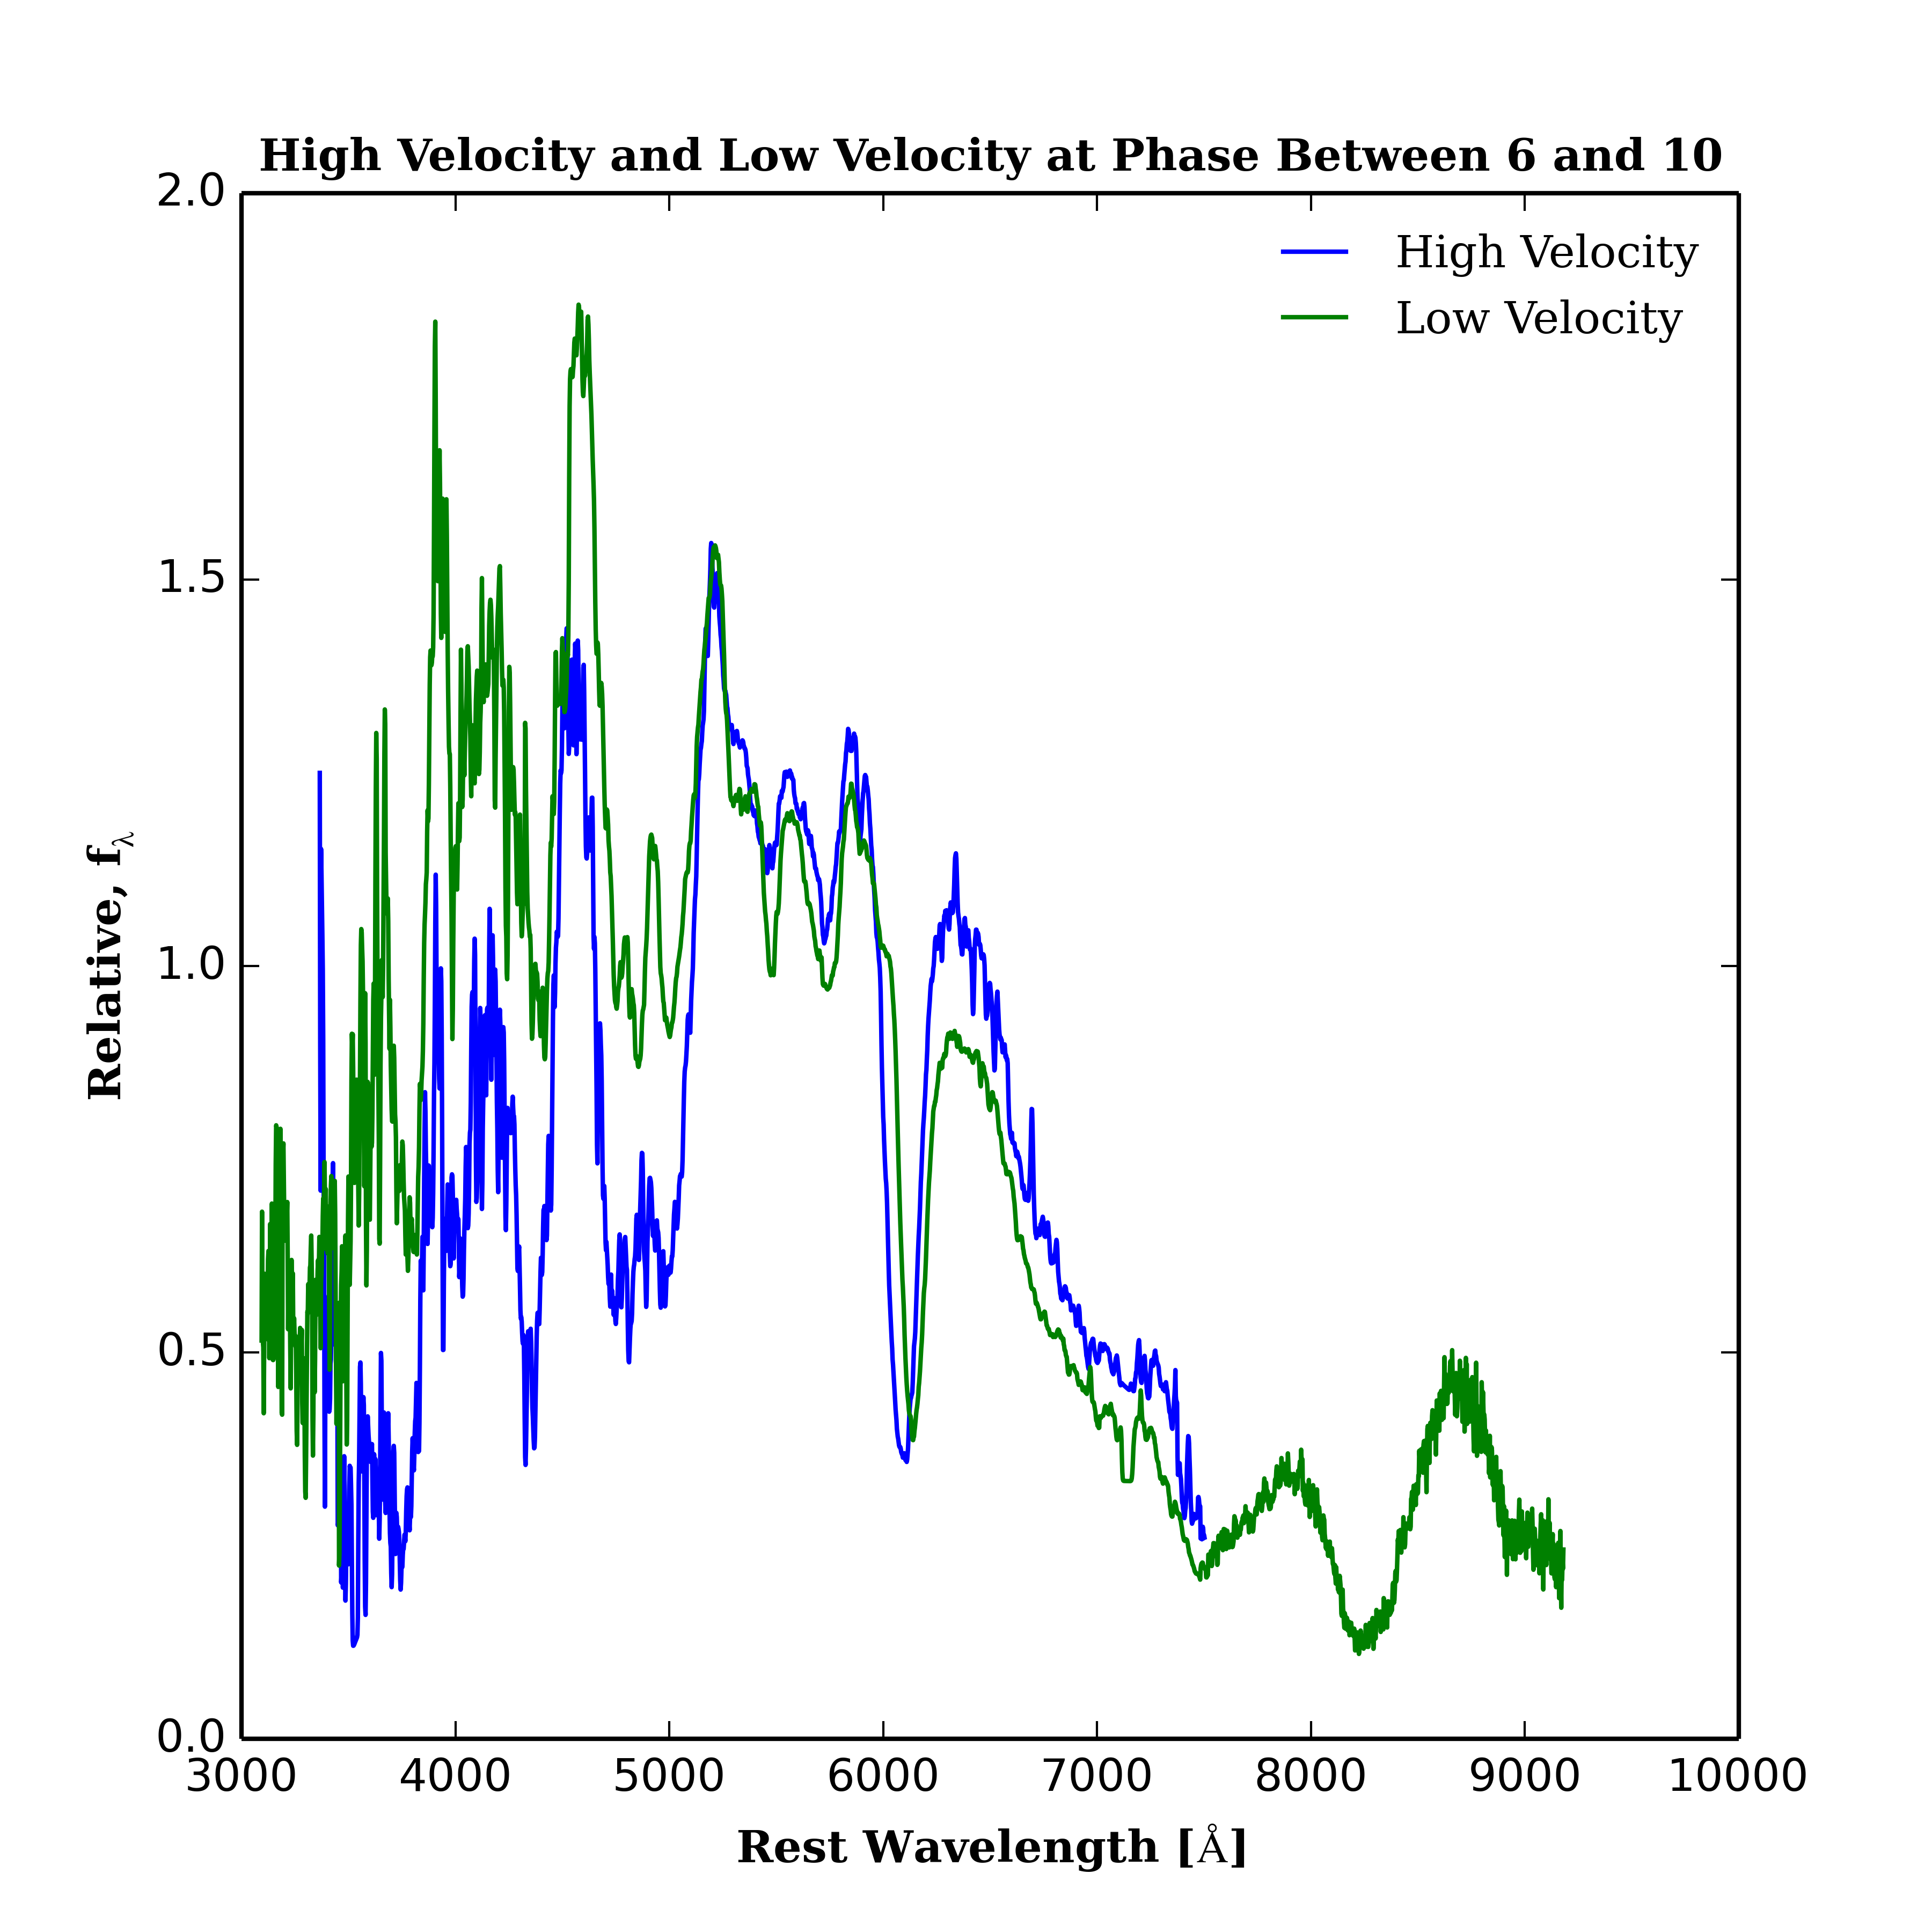 High Velocity and Low Velocity at Phase Between 6 and 10
2.0
1.5
1.0
0.5
0.0
Relative, fλ
High Velocity
Low Velocity
3000 4000 5000 6000 7000 8000 9000 10000
Rest Wavelength [Å]